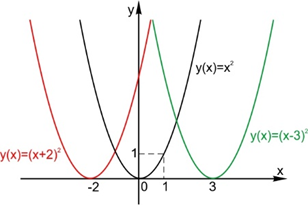 y
y(x)=x²
y(x)=(x+2)²
y(x)=(x-3)²
1
x
-2
0
1
3